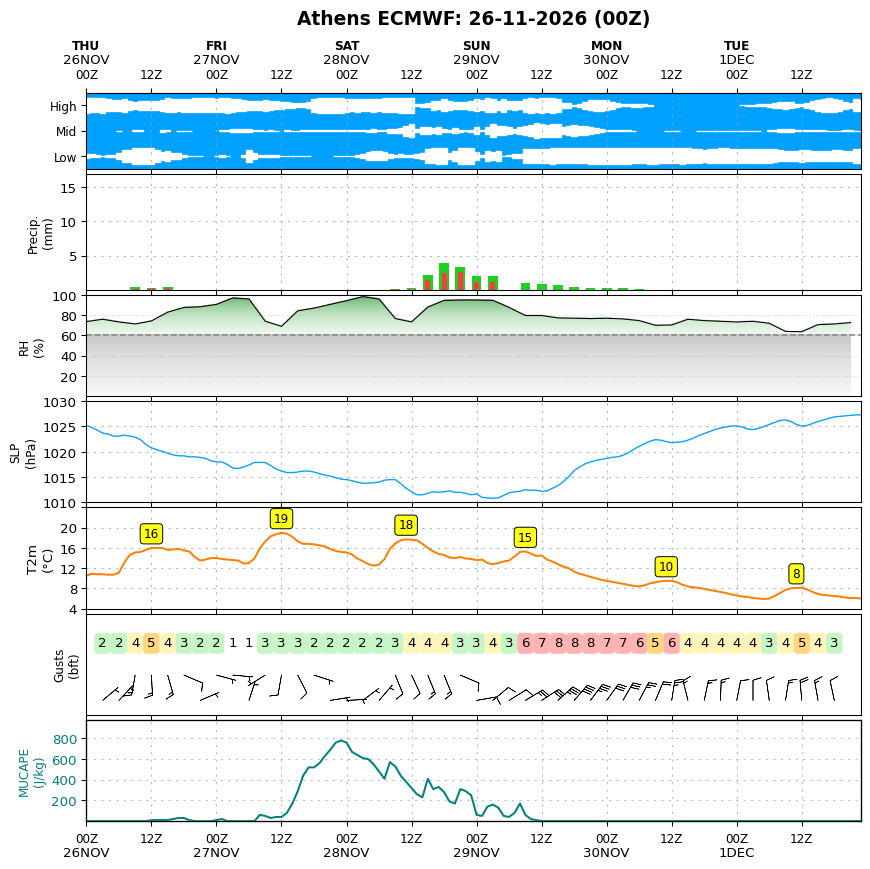 Athens ECMWF: 26-11-2026 (00Z)
THU FRI SAT SUN MON TUE
26NOV 27NOV 28NOV 29NOV 30NOV 1DEC
00Z 12Z 00Z 12Z 00Z 12Z 00Z 12Z 00Z 12Z 00Z 12Z
High
Mid
Low
Precip.
(mm)
15
10
5
RH
(%)
100
80
60
40
20
SLP
(hPa)
1030
1025
1020
1015
1010
T2m
(°C)
20
16
12
8
4
16 19 18 15 10 8
Gusts
(bft)
2 2 4 5 4 3 2 2 1 1 3 3 3 2 2 2 2 2 3 4 4 4 3 3 4 3 6 7 8 8 8 7 7 6 5 6 4 4 4 4 4 3 4 5 4 3
MUCAPE
(J/kg)
800
600
400
200
00Z 12Z 00Z 12Z 00Z 12Z 00Z 12Z 00Z 12Z 00Z 12Z
26NOV 27NOV 28NOV 29NOV 30NOV 1DEC